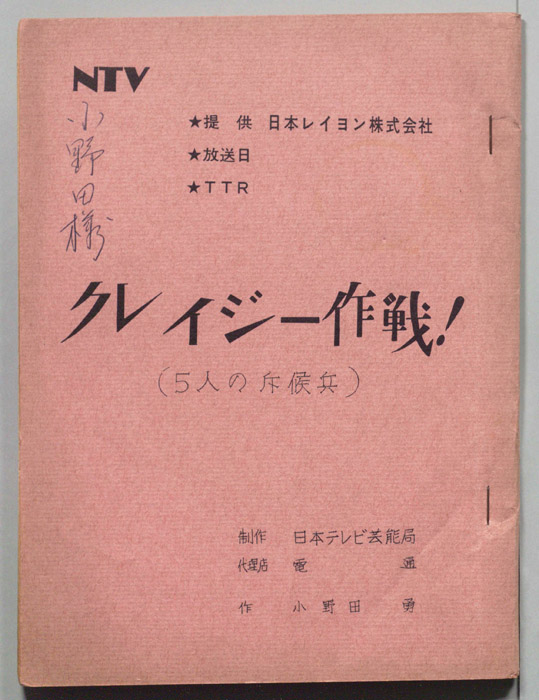 NTV
小野田様
★提 供 日本レイヨン株式会社
★放送日
★TTR
クレイジー作戦!
(5人の斥候兵)
制作 日本テレビ芸能局
代理店 電 通
作 小野田 勇